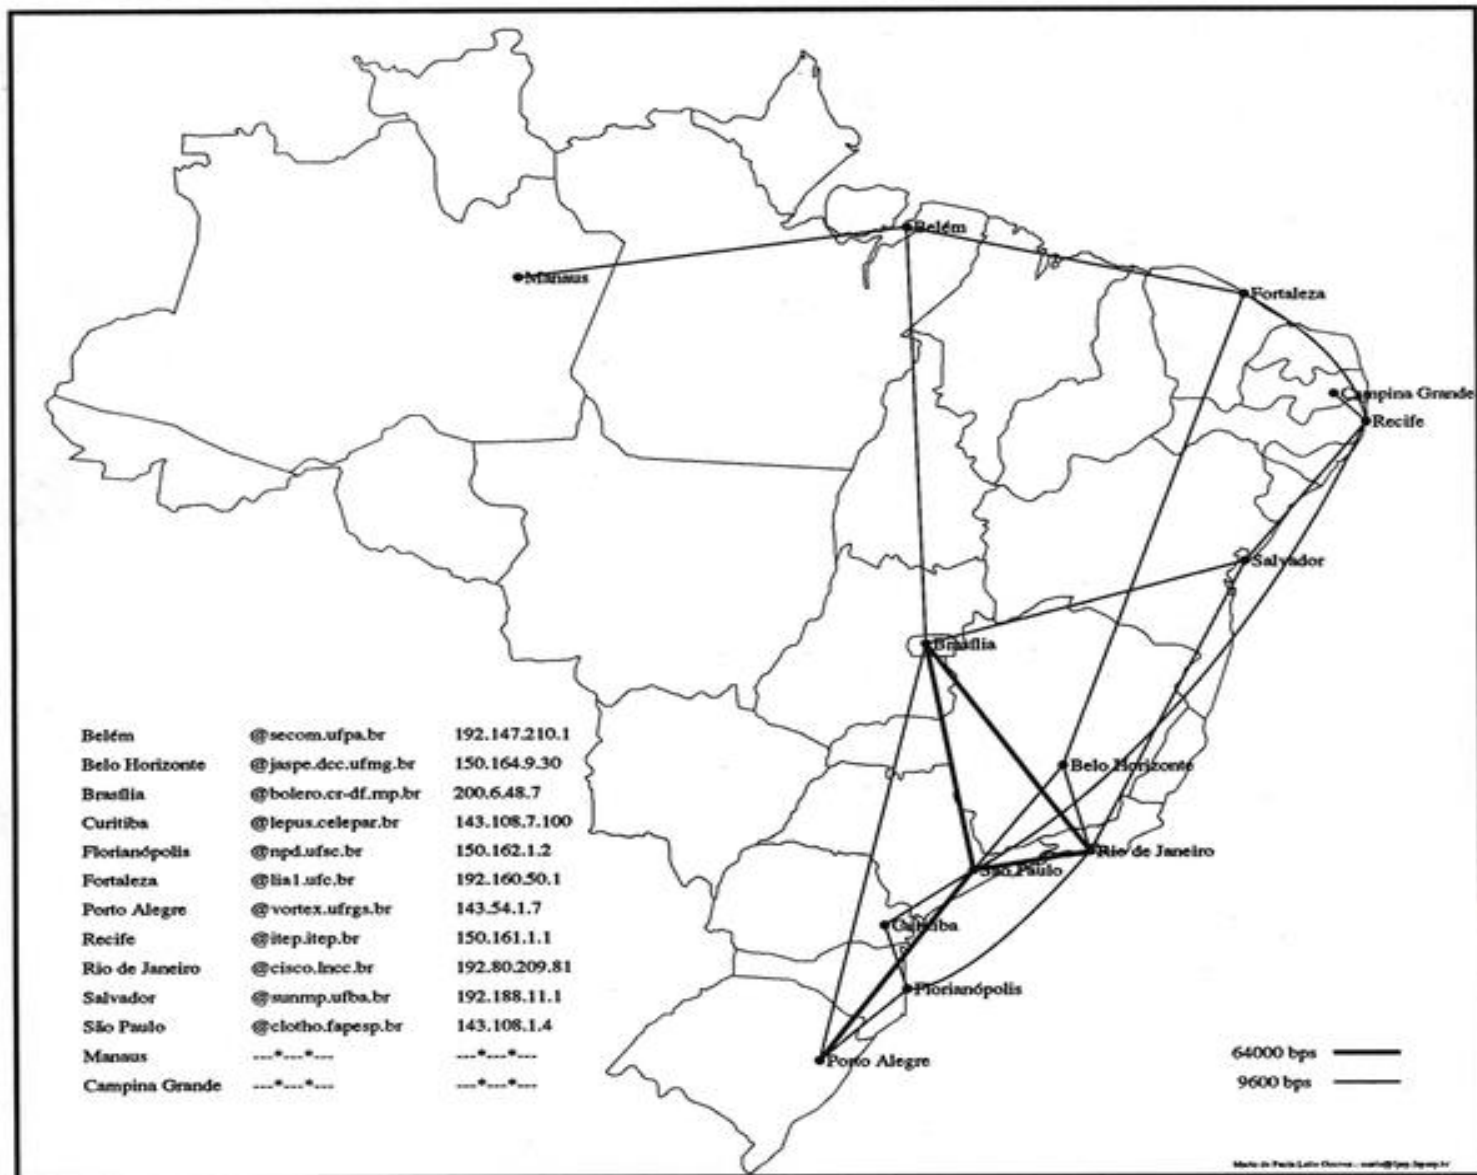 Belém
Manaus
Fortaleza
Campina Grande
Recife
Salvador
Brasília
Belo Horizonte
Rio de Janeiro
São Paulo
Curitiba
Florianópolis
Porto Alegre
Belém @secom.ufpa.br 192.147.210.1
Belo Horizonte @jaspe.dcc.ufmg.br 150.164.9.30
Brasília @bolero.cr-df.rnp.br 200.6.48.7
Curitiba @lepus.celepar.br 143.108.7.100
Florianópolis @npd.ufsc.br 150.162.1.2
Fortaleza @lia1.ufc.br 192.160.50.1
Porto Alegre @vortex.ufrgs.br 143.54.1.7
Recife @itep.itep.br 150.161.1.1
Rio de Janeiro @cisco.lncc.br 192.80.209.81
Salvador @sunrnp.ufba.br 192.188.11.1
São Paulo @clotho.fapesp.br 143.108.1.4
Manaus ---*---*--- ---*---*---
Campina Grande ---*---*--- ---*---*---
64000 bps
9600 bps